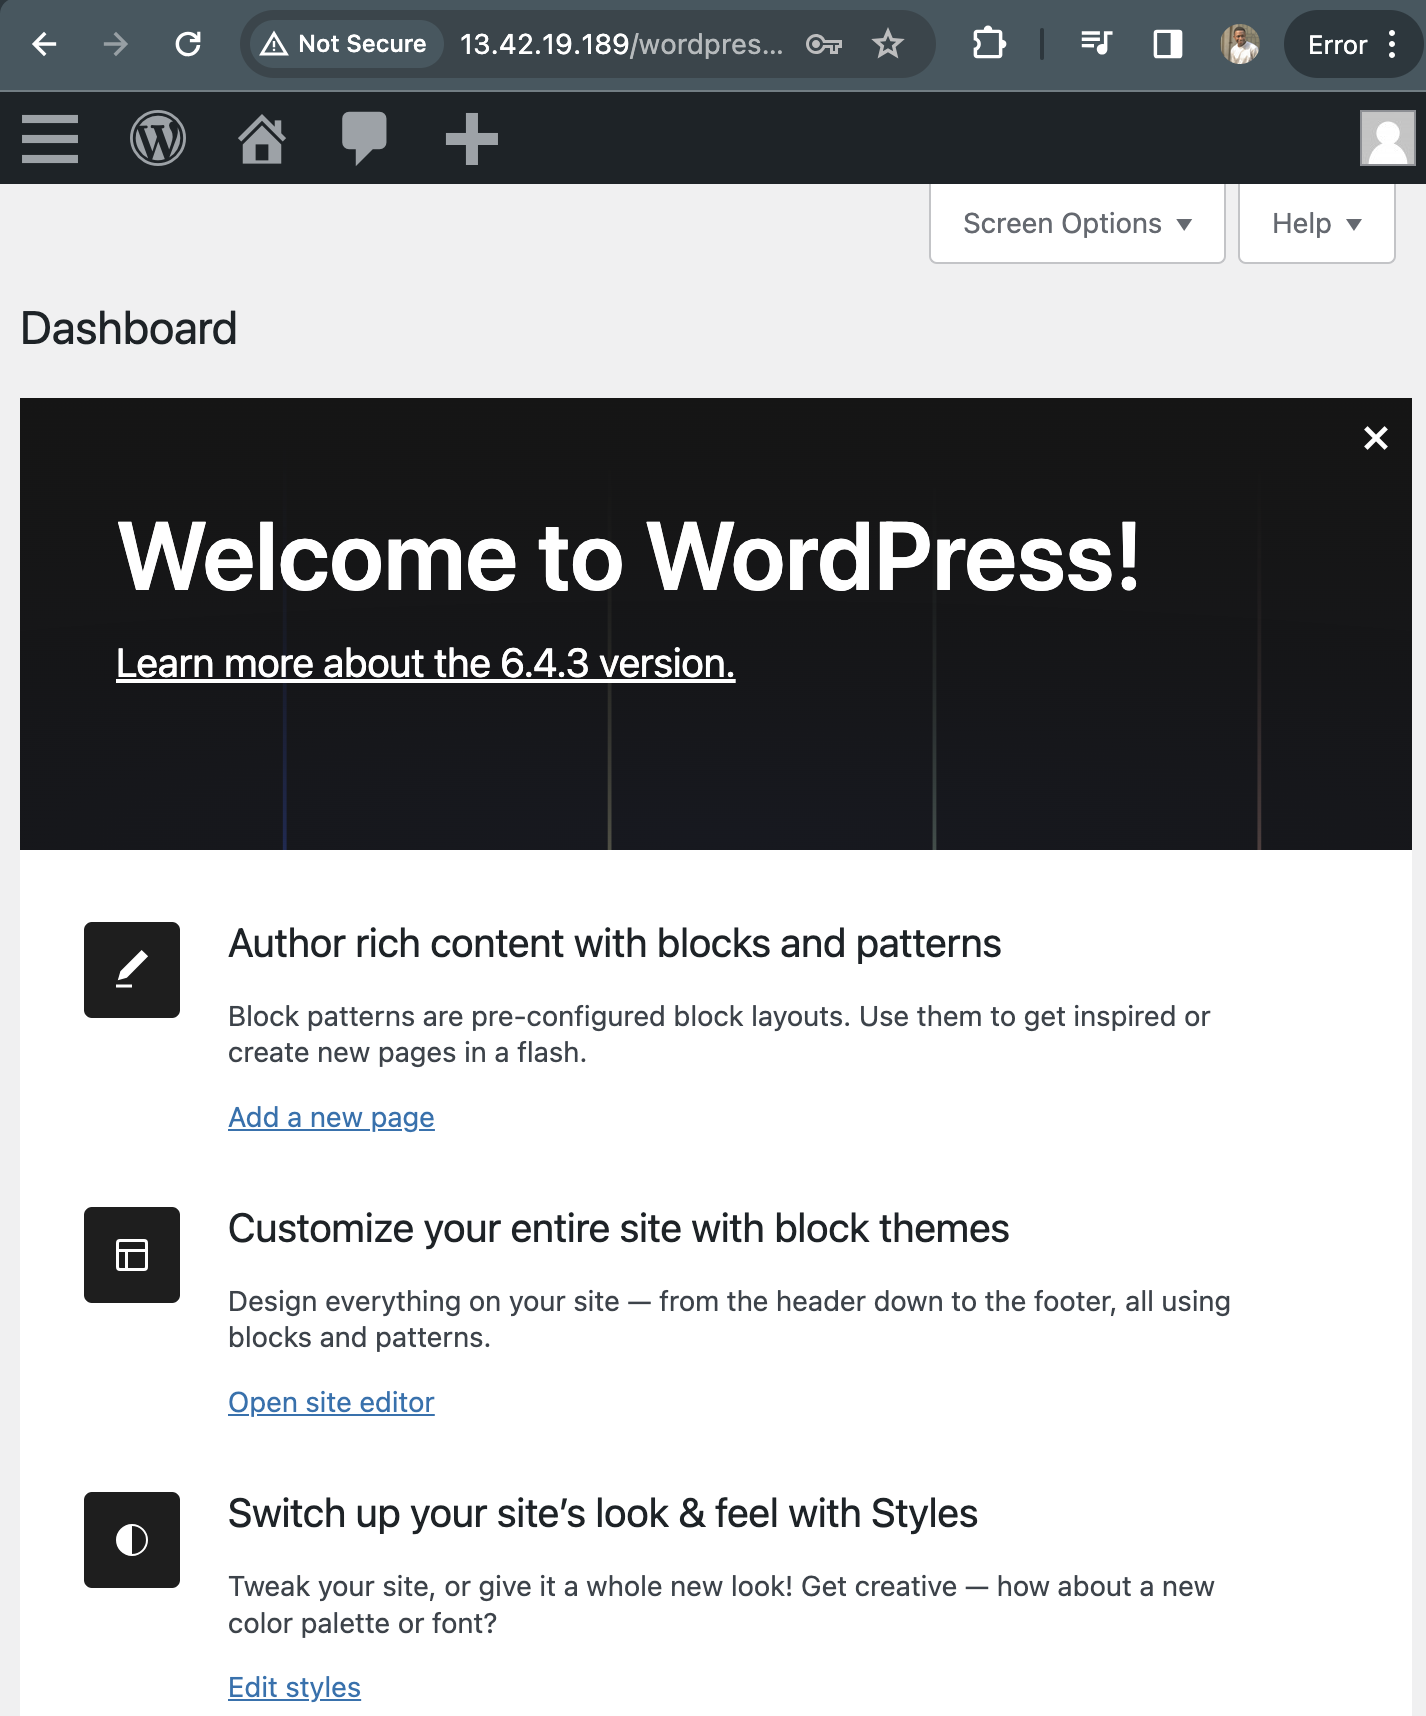 Not Secure 13.42.19.189/wordpres... Error
Screen Options ▼ Help ▼
Dashboard
Welcome to WordPress!
Learn more about the 6.4.3 version.
Author rich content with blocks and patterns
Block patterns are pre-configured block layouts. Use them to get inspired or
create new pages in a flash.
Add a new page
Customize your entire site with block themes
Design everything on your site — from the header down to the footer, all using
blocks and patterns.
Open site editor
Switch up your site’s look & feel with Styles
Tweak your site, or give it a whole new look! Get creative — how about a new
color palette or font?
Edit styles